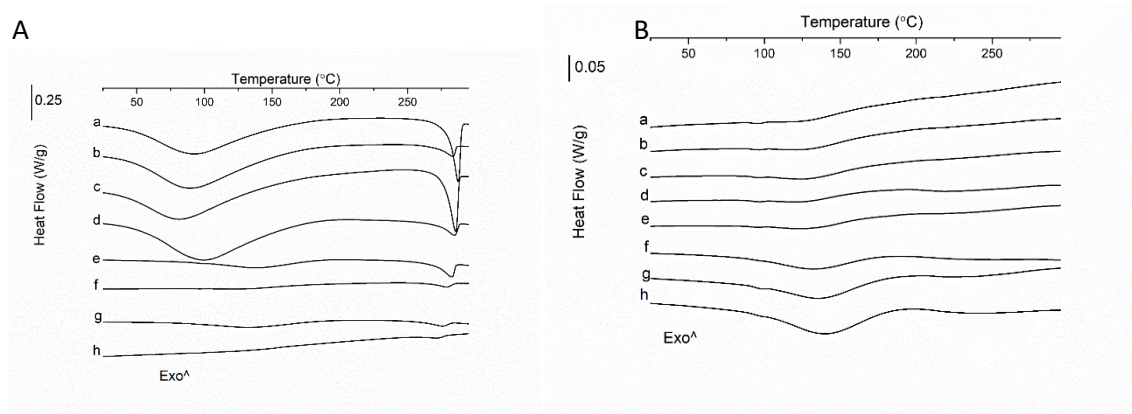 A
Temperature (°C)
0.25
50 100 150 200 250
Heat Flow (W/g)
a
b
c
d
e
f
g
h
Exo^
B
Temperature (°C)
0.05
50 100 150 200 250
Heat Flow (W/g)
a
b
c
d
e
f
g
h
Exo^